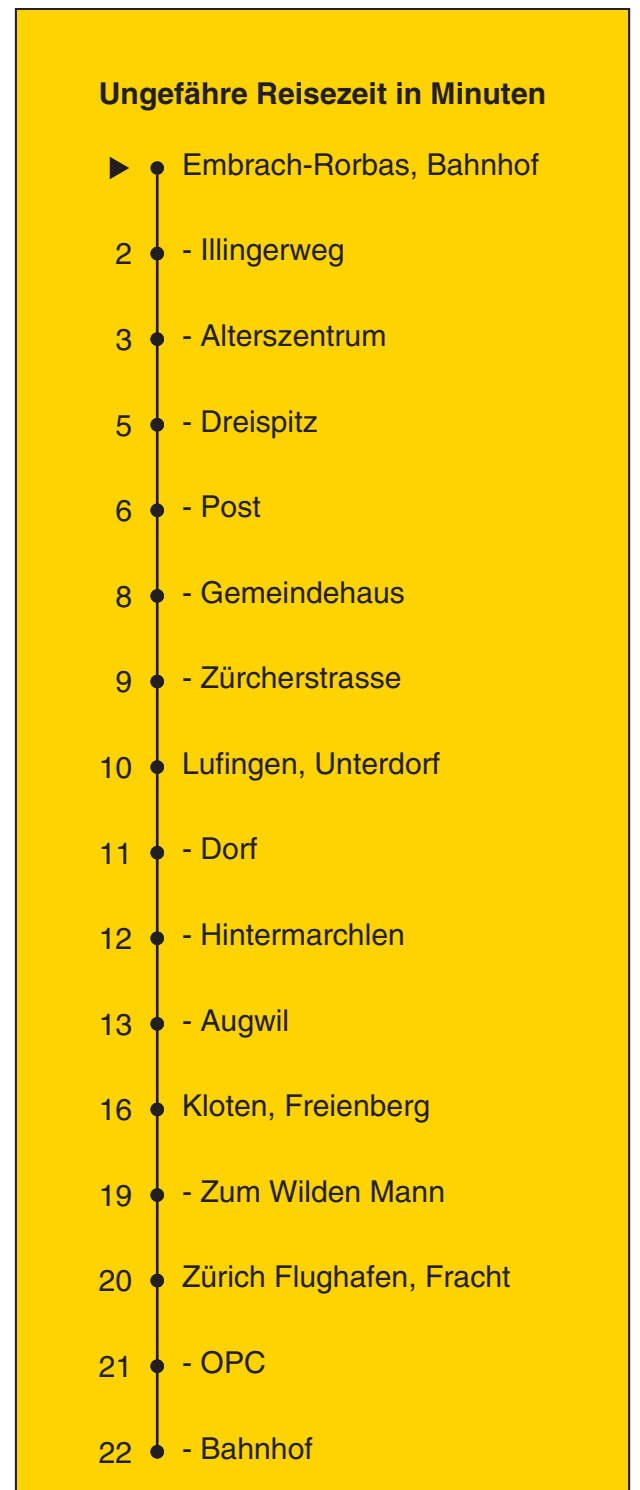 Ungefähre Reisezeit in Minuten
Embrach-Rorbas, Bahnhof
2 - Illingerweg
3 - Alterszentrum
5 - Dreispitz
6 - Post
8 - Gemeindehaus
9 - Zürcherstrasse
10 Lufingen, Unterdorf
11 - Dorf
12 - Hintermarchlen
13 - Augwil
16 Kloten, Freienberg
19 - Zum Wilden Mann
20 Zürich Flughafen, Fracht
21 - OPC
22 - Bahnhof